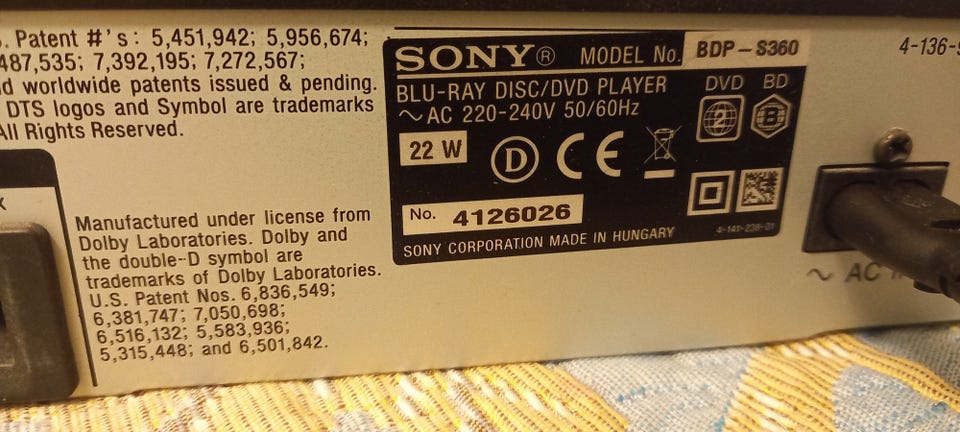 . Patent #'s: 5,451,942; 5,956,674;
487,535; 7,392,195; 7,272,567;
d worldwide patents issued & pending.
DTS logos and Symbol are trademarks
All Rights Reserved.
Manufactured under license from
Dolby Laboratories. Dolby and
the double-D symbol are
trademarks of Dolby Laboratories.
U.S. Patent Nos. 6,836,549;
6,381,747; 7,050,698;
6,516,132; 5,583,936;
5,315,448; and 6,501,842.
SONY® MODEL No. BDP-S360
BLU-RAY DISC/DVD PLAYER
~AC 220-240V 50/60Hz
DVD BD
2 B
22 W
D CE
No. 4126026
SONY CORPORATION MADE IN HUNGARY
4-141-238-01
4-136-
~ AC